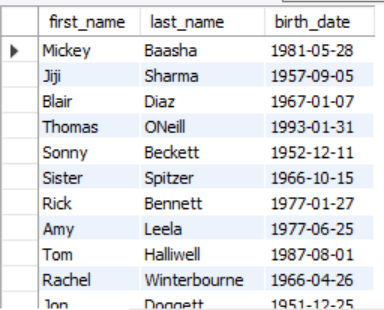 first_name last_name birth_date
Mickey Baasha 1981-05-28
Jiji Sharma 1957-09-05
Blair Diaz 1967-01-07
Thomas ONeill 1993-01-31
Sonny Beckett 1952-12-11
Sister Spitzer 1966-10-15
Rick Bennett 1977-01-27
Amy Leela 1977-06-25
Tom Halliwell 1987-08-01
Rachel Winterbourne 1966-04-26
Jon Doggett 1951-12-25